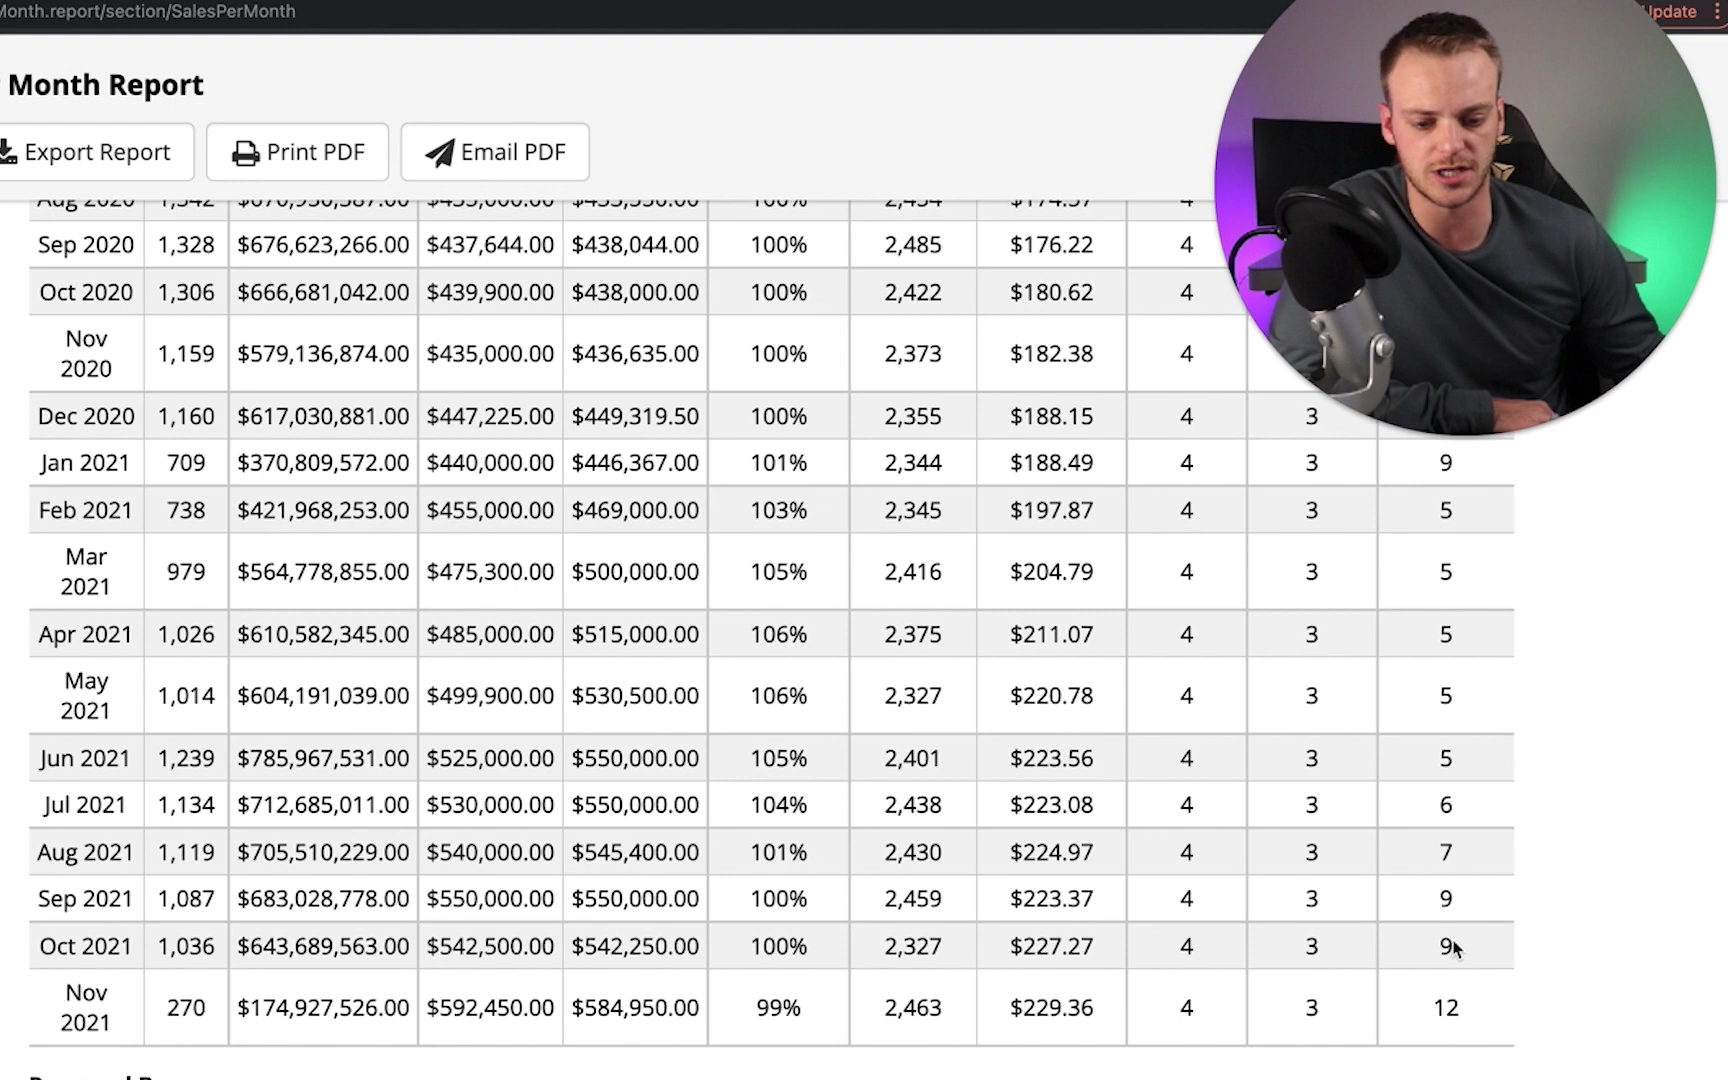 Month.report/section/SalesPerMonth
Update
Month Report
Export Report
Print PDF
Email PDF
Aug 2020 1,342 100% 2,454 $174.57 4
Sep 2020 1,328 $676,623,266.00 $437,644.00 $438,044.00 100% 2,485 $176.22 4
Oct 2020 1,306 $666,681,042.00 $439,900.00 $438,000.00 100% 2,422 $180.62 4
Nov
2020 1,159 $579,136,874.00 $435,000.00 $436,635.00 100% 2,373 $182.38 4
Dec 2020 1,160 $617,030,881.00 $447,225.00 $449,319.50 100% 2,355 $188.15 4 3
Jan 2021 709 $370,809,572.00 $440,000.00 $446,367.00 101% 2,344 $188.49 4 3 9
Feb 2021 738 $421,968,253.00 $455,000.00 $469,000.00 103% 2,345 $197.87 4 3 5
Mar
2021 979 $564,778,855.00 $475,300.00 $500,000.00 105% 2,416 $204.79 4 3 5
Apr 2021 1,026 $610,582,345.00 $485,000.00 $515,000.00 106% 2,375 $211.07 4 3 5
May
2021 1,014 $604,191,039.00 $499,900.00 $530,500.00 106% 2,327 $220.78 4 3 5
Jun 2021 1,239 $785,967,531.00 $525,000.00 $550,000.00 105% 2,401 $223.56 4 3 5
Jul 2021 1,134 $712,685,011.00 $530,000.00 $550,000.00 104% 2,438 $223.08 4 3 6
Aug 2021 1,119 $705,510,229.00 $540,000.00 $545,400.00 101% 2,430 $224.97 4 3 7
Sep 2021 1,087 $683,028,778.00 $550,000.00 $550,000.00 100% 2,459 $223.37 4 3 9
Oct 2021 1,036 $643,689,563.00 $542,500.00 $542,250.00 100% 2,327 $227.27 4 3 9
Nov
2021 270 $174,927,526.00 $592,450.00 $584,950.00 99% 2,463 $229.36 4 3 12